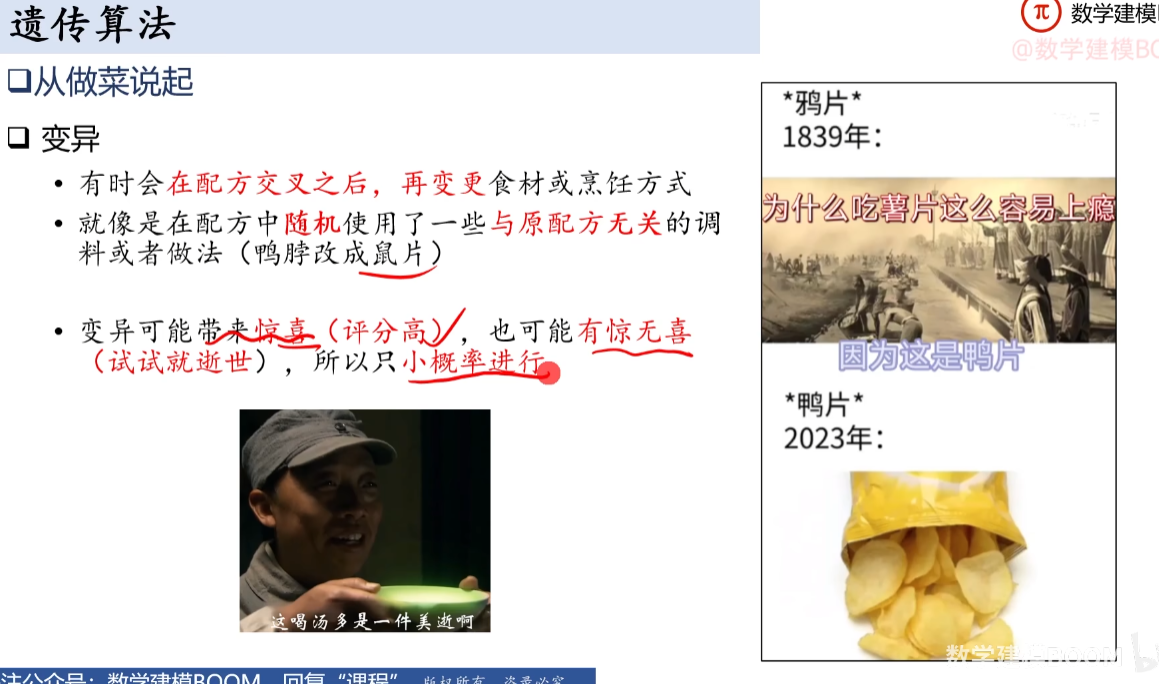 遗传算法
数学建模
@数学建模BO
从做菜说起
变异
• 有时会在配方交叉之后，再变更食材或烹饪方式
• 就像是在配方中随机使用了一些与原配方无关的调
料或者做法（鸭脖改成鼠片）
• 变异可能带来惊喜（评分高），也可能有惊无喜
（试试就逝世），所以只小概率进行
这喝汤多是一件美逝啊
*鸦片*
1839年：
为什么吃薯片这么容易上瘾
因为这是鸭片
*鸭片*
2023年：
数学建模BOOM
注公众号：数学建模BOOM，回复“课程” 版权所有，盗录必究